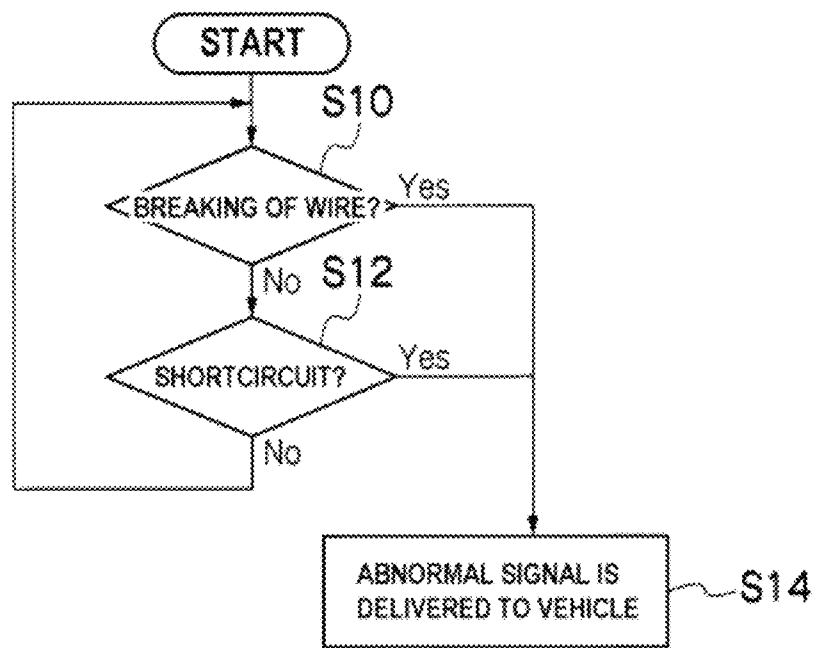 START
S10
BREAKING OF WIRE?
Yes
No
S12
SHORTCIRCUIT?
Yes
No
ABNORMAL SIGNAL IS
DELIVERED TO VEHICLE
S14